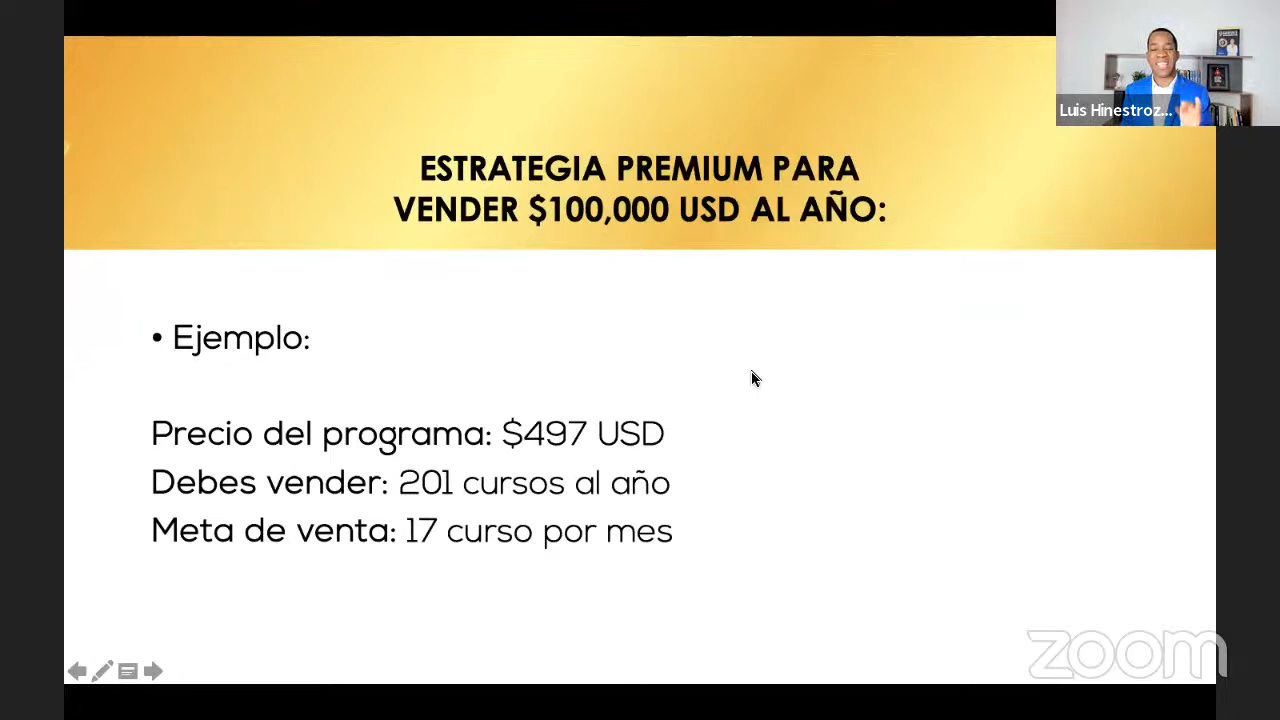 Luis Hinestroz...
ESTRATEGIA PREMIUM PARA
VENDER $100,000 USD AL AÑO:
• Ejemplo:
Precio del programa: $497 USD
Debes vender: 201 cursos al año
Meta de venta: 17 curso por mes
zoom